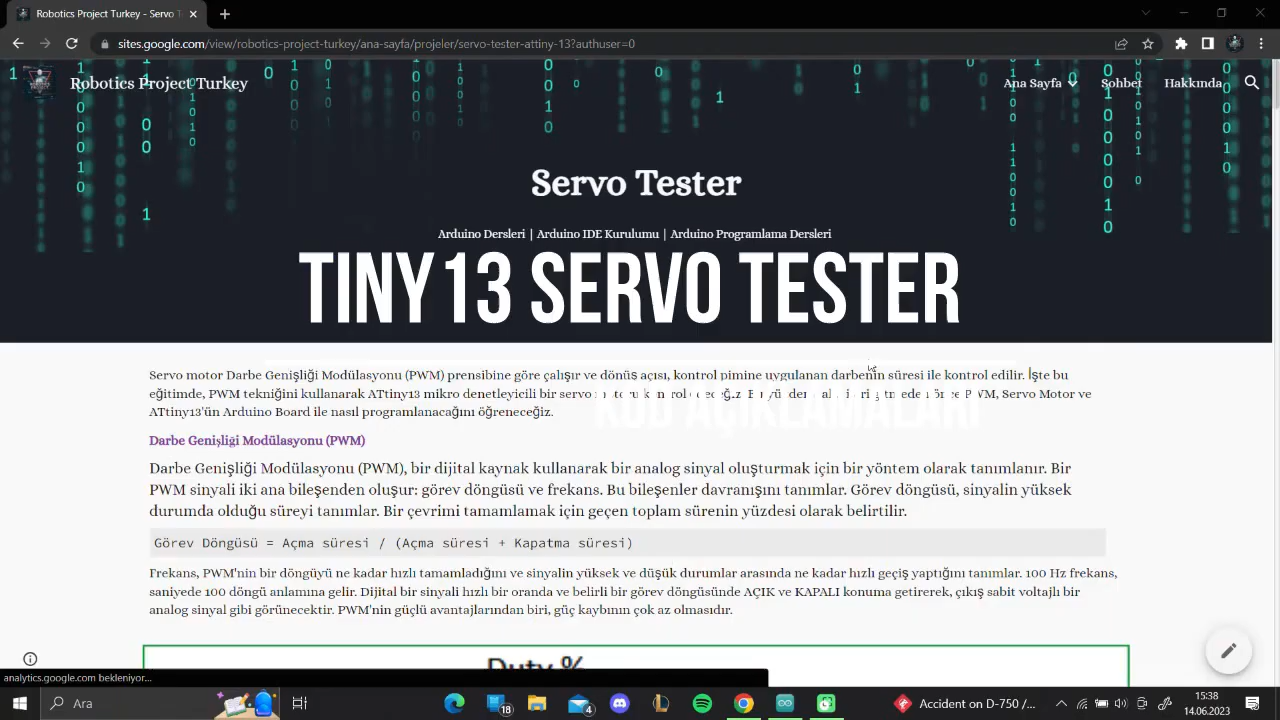 Robotics Project Turkey - Servo T
sites.google.com/view/robotics-project-turkey/ana-sayfa/projeler/servo-tester-attiny-13?authuser=0
Robotics Project Turkey
Ana Sayfa
Sohbet
Hakkında
Servo Tester
Arduino Dersleri | Arduino IDE Kurulumu | Arduino Programlama Dersleri
TINY13 SERVO TESTER
Servo motor Darbe Genişliği Modülasyonu (PWM) prensibine göre çalışır ve dönüş açısı, kontrol pimine uygulanan darbenin süresi ile kontrol edilir. İşte bu
eğitimde, PWM tekniğini kullanarak ATtiny13 mikro denetleyicili bir servo PWM, Servo Motor ve
KOD AÇIKLAMALARI
ATtiny13'ün Arduino Board ile nasıl programlanacağını öğreneceğiz.
Darbe Genişliği Modülasyonu (PWM)
Darbe Genişliği Modülasyonu (PWM), bir dijital kaynak kullanarak bir analog sinyal oluşturmak için bir yöntem olarak tanımlanır. Bir
PWM sinyali iki ana bileşenden oluşur: görev döngüsü ve frekans. Bu bileşenler davranışını tanımlar. Görev döngüsü, sinyalin yüksek
durumda olduğu süreyi tanımlar. Bir çevrimi tamamlamak için geçen toplam sürenin yüzdesi olarak belirtilir.
Görev Döngüsü = Açma süresi / (Açma süresi + Kapatma süresi)
Frekans, PWM'nin bir döngüyü ne kadar hızlı tamamladığını ve sinyalin yüksek ve düşük durumlar arasında ne kadar hızlı geçiş yaptığını tanımlar. 100 Hz frekans,
saniyede 100 döngü anlamına gelir. Dijital bir sinyali hızlı bir oranda ve belirli bir görev döngüsünde AÇIK ve KAPALI konuma getirerek, çıkış sabit voltajlı bir
analog sinyal gibi görünecektir. PWM'nin güçlü avantajlarından biri, güç kaybının çok az olmasıdır.
Duty %
analytics.google.com bekleniyor...
Ara
18
4
Accident on D-750 /...
15:38
14.06.2023